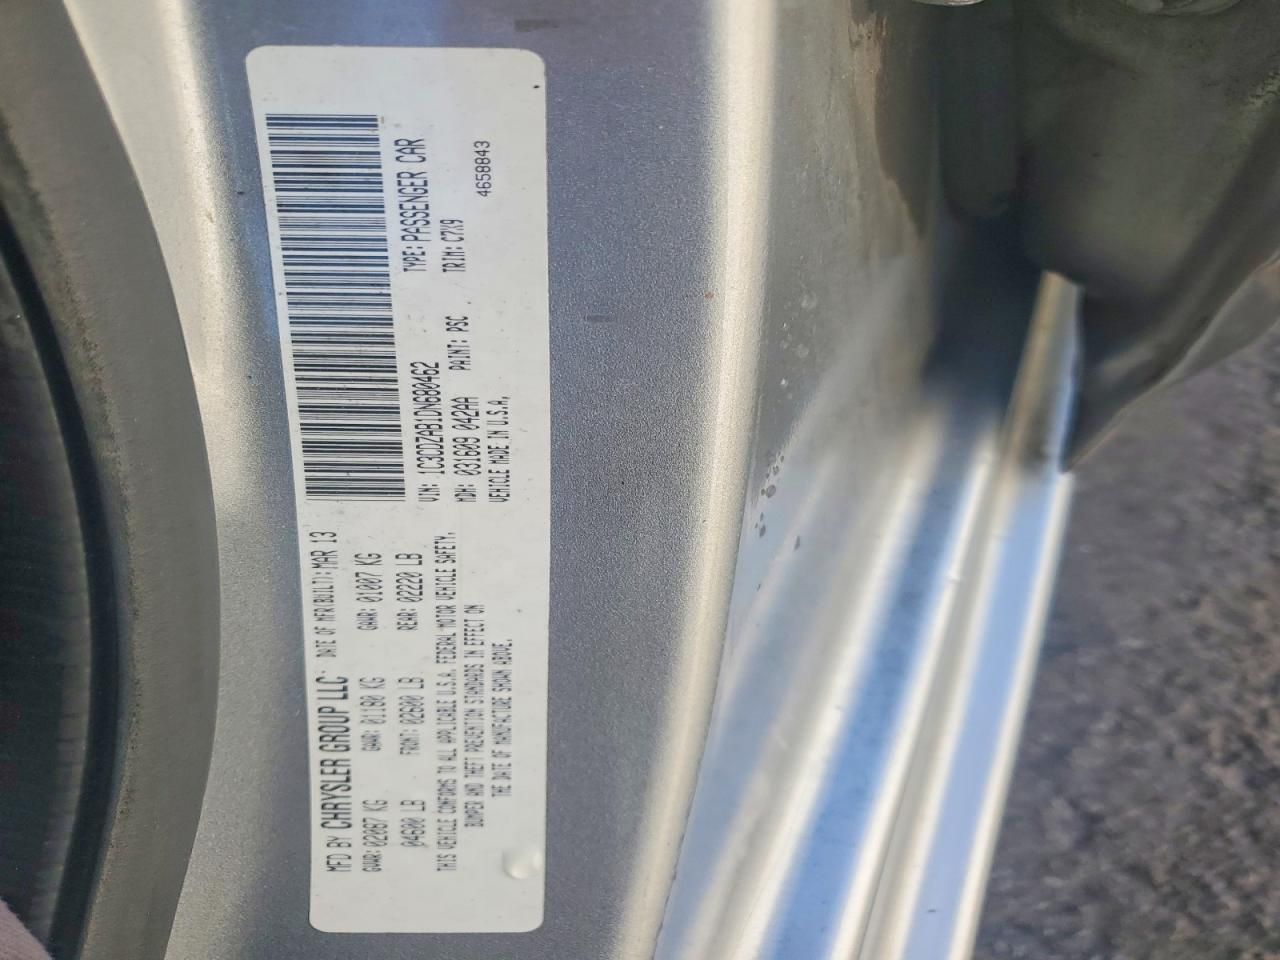 MFD BY CHRYSLER GROUP LLC DATE OF MFR(BUILT): MAR 13
GVWR: 02087 KG GAWR: 01180 KG GAWR: 01007 KG
04600 LB FRONT: 02600 LB REAR: 02220 LB
THIS VEHICLE CONFORMS TO ALL APPLICABLE U.S.A. FEDERAL MOTOR VEHICLE SAFETY,
BUMPER AND THEFT PREVENTION STANDARDS IN EFFECT ON
THE DATE OF MANUFACTURE SHOWN ABOVE.
VIN: 1C3CDZAB1DN680462 TYPE: PASSENGER CAR
MDH: 031609 042AA PAINT: PSC TRIM: C7X9
VEHICLE MADE IN U.S.A. 4658843